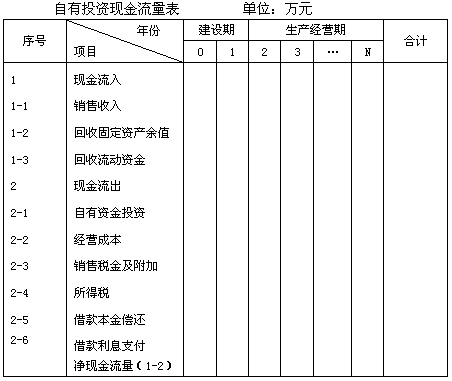 自有投资现金流量表 单位：万元
序号 年份 项目 建设期 生产经营期 合计
0 1 2 3 … N
1 现金流入
1-1 销售收入
1-2 回收固定资产余值
1-3 回收流动资金
2 现金流出
2-1 自有资金投资
2-2 经营成本
2-3 销售税金及附加
2-4 所得税
2-5 借款本金偿还
2-6 借款利息支付
净现金流量（1-2）